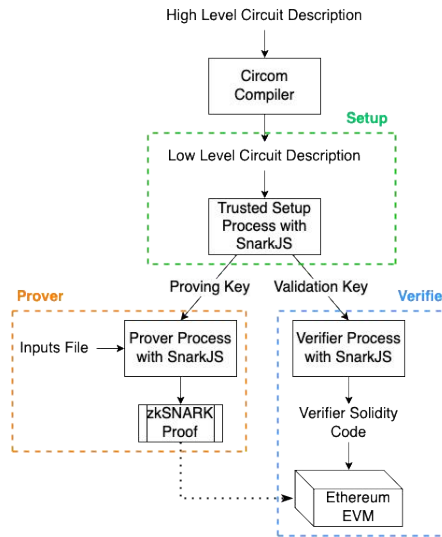 High Level Circuit Description
Circom
Compiler
Setup
Low Level Circuit Description
Trusted Setup
Process with
SnarkJS
Proving Key
Validation Key
Prover
Verifie
Inputs File
Prover Process
with SnarkJS
Verifier Process
with SnarkJS
zkSNARK
Proof
Verifier Solidity
Code
Ethereum
EVM